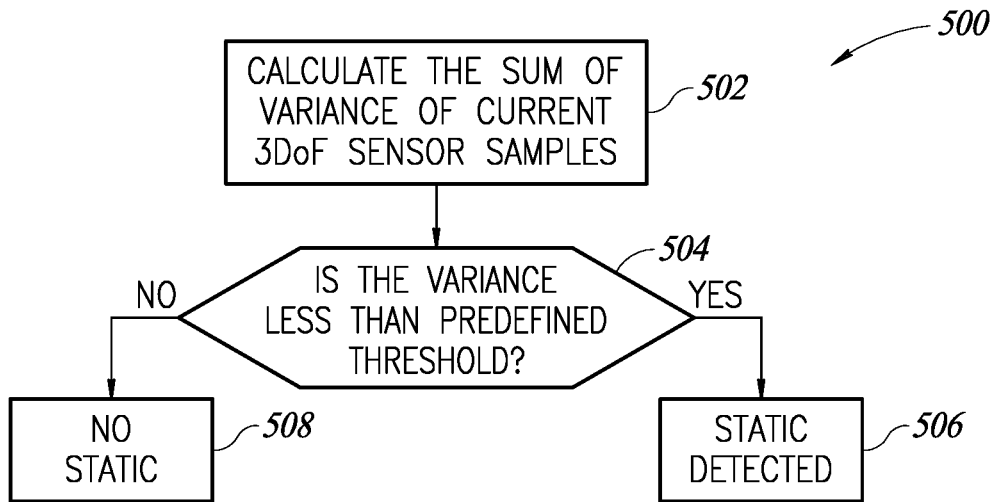 500
CALCULATE THE SUM OF
VARIANCE OF CURRENT
3DoF SENSOR SAMPLES
502
IS THE VARIANCE
LESS THAN PREDEFINED
THRESHOLD?
504
NO
YES
NO
STATIC
508
STATIC
DETECTED
506